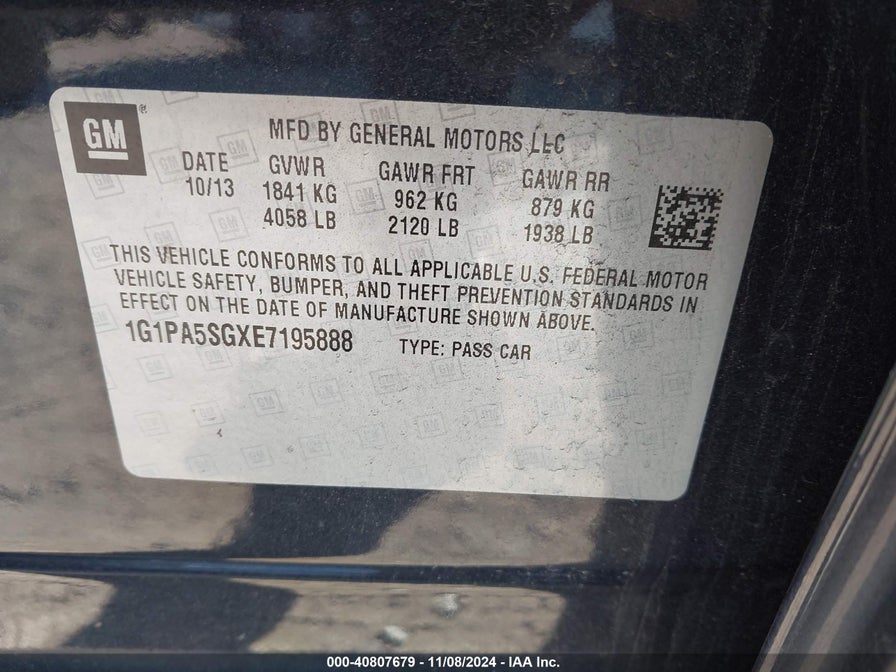 GM®
MFD BY GENERAL MOTORS LLC
DATE GVWR GAWR FRT GAWR RR
10/13 1841 KG 962 KG 879 KG
4058 LB 2120 LB 1938 LB
THIS VEHICLE CONFORMS TO ALL APPLICABLE U.S. FEDERAL MOTOR
VEHICLE SAFETY, BUMPER, AND THEFT PREVENTION STANDARDS IN
EFFECT ON THE DATE OF MANUFACTURE SHOWN ABOVE.
1G1PA5SGXE7195888 TYPE: PASS CAR
000-40807679 - 11/08/2024 - IAA Inc.